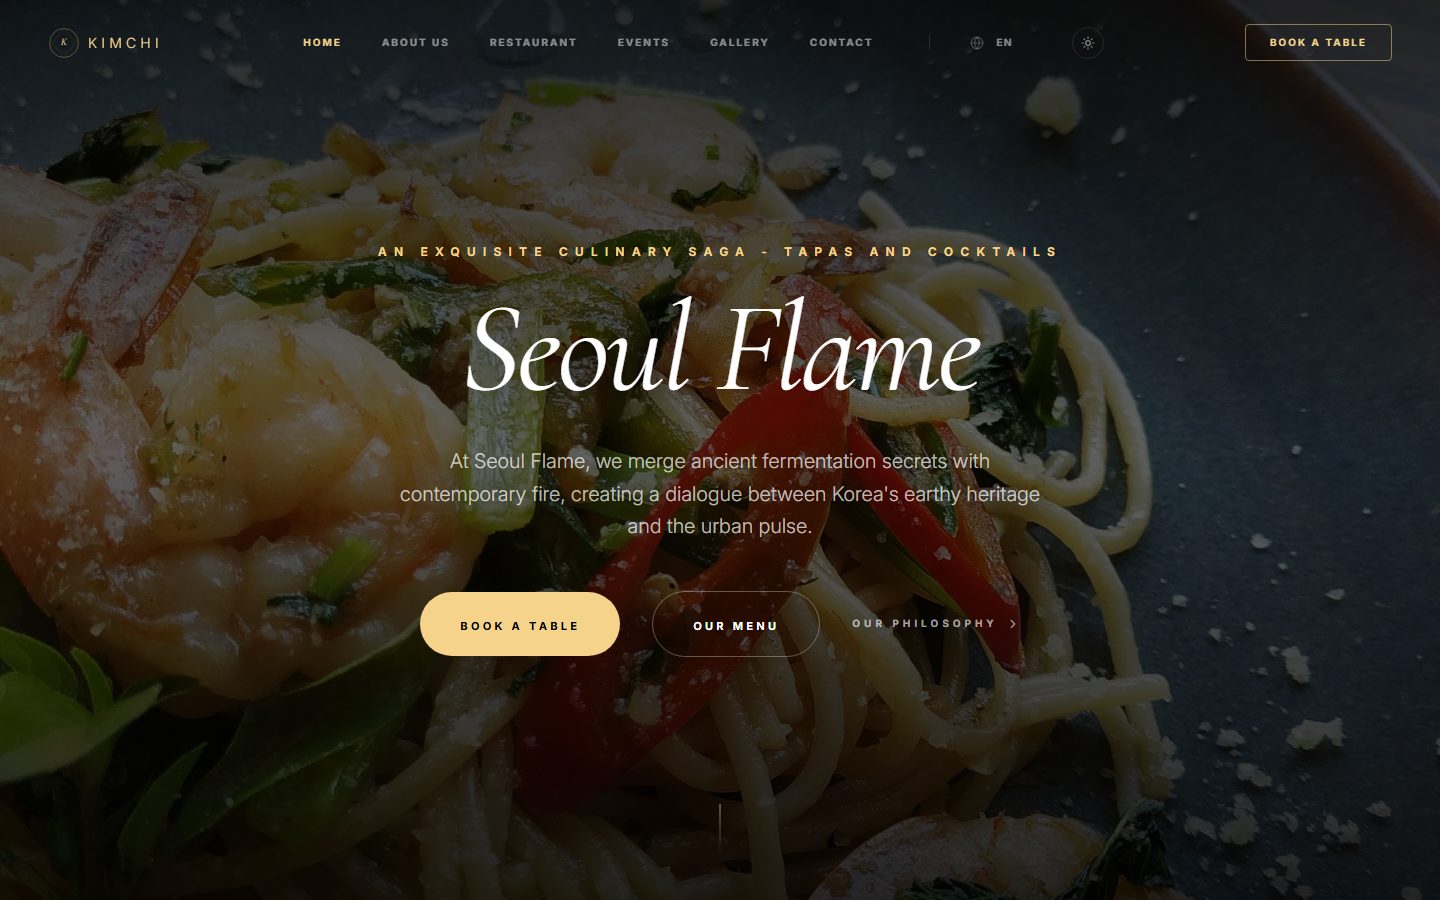 K KIMCHI HOME ABOUT US RESTAURANT EVENTS GALLERY CONTACT EN BOOK A TABLE
AN EXQUISITE CULINARY SAGA - TAPAS AND COCKTAILS
Seoul Flame
At Seoul Flame, we merge ancient fermentation secrets with
contemporary fire, creating a dialogue between Korea's earthy heritage
and the urban pulse.
BOOK A TABLE OUR MENU OUR PHILOSOPHY